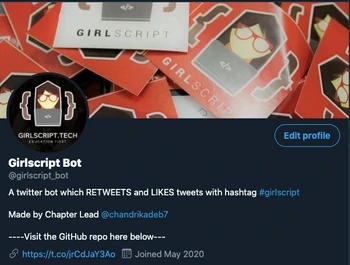 GIRLSCRIPT
GIRLSCRIPT
GIRLSCRIPT.TECH
EDUCATION FIRST
Edit profile
Girlscript Bot
@girlscript_bot
A twitter bot which RETWEETS and LIKES tweets with hashtag #girlscript
Made by Chapter Lead @chandrikadeb7
----Visit the GitHub repo here below---
https://t.co/jrCdJaY3Ao Joined May 2020